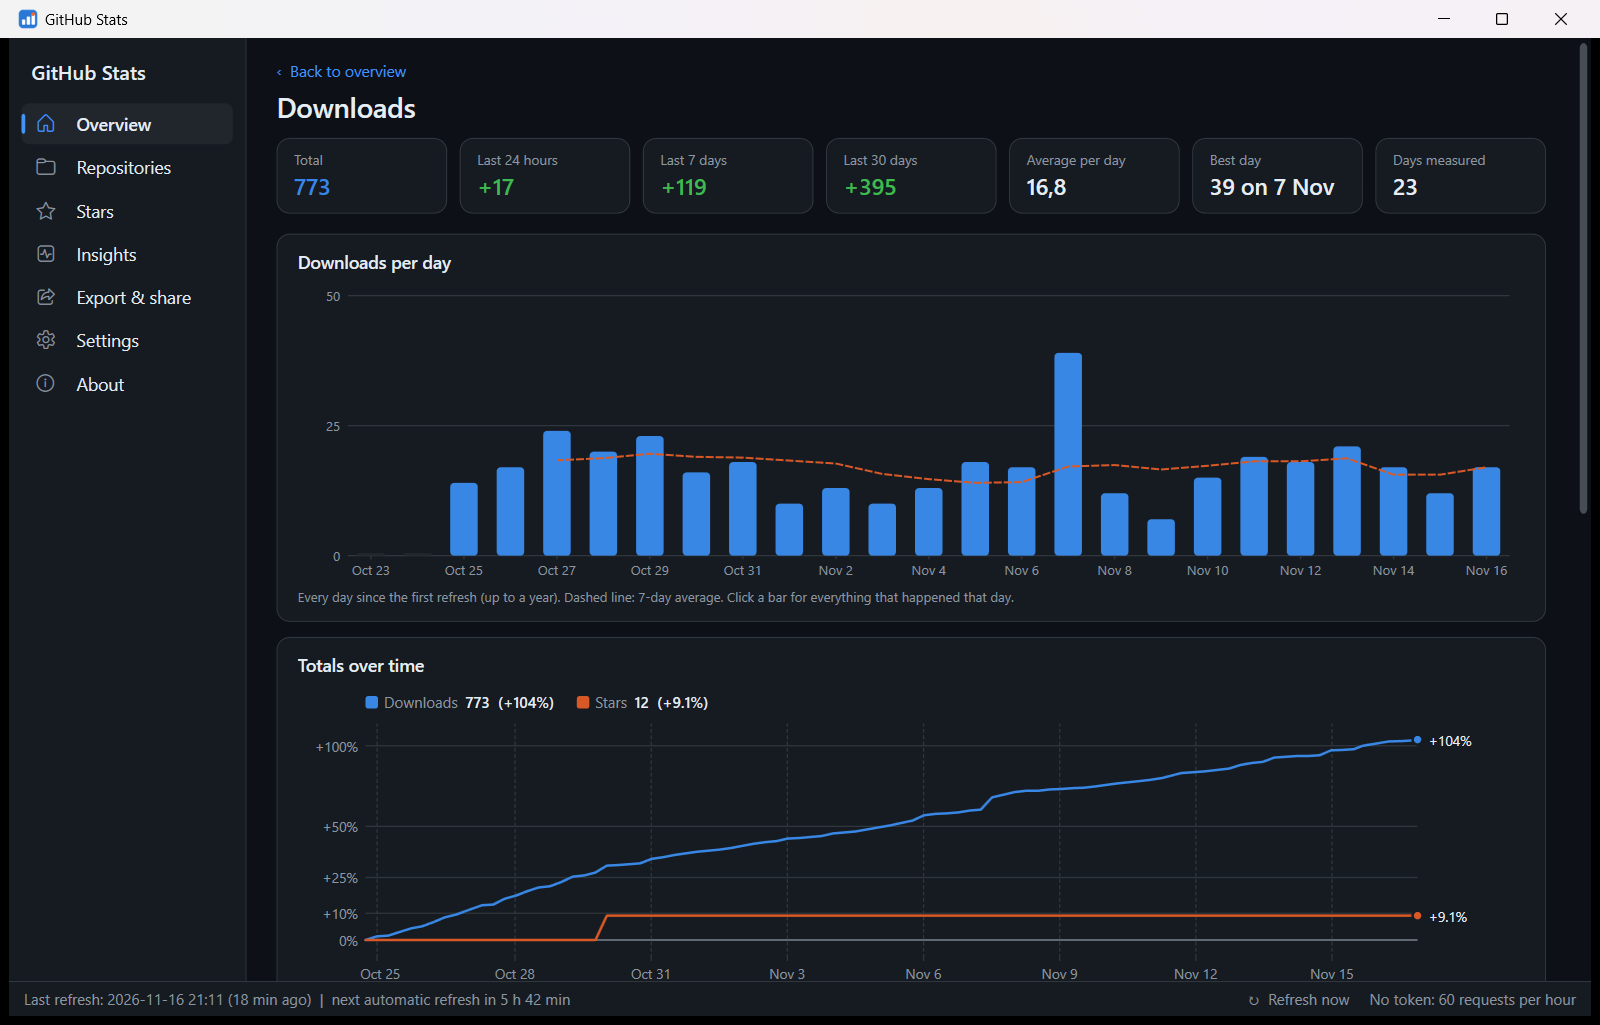 GitHub Stats
GitHub Stats
Overview
Repositories
Stars
Insights
Export & share
Settings
About
‹ Back to overview
Downloads
Total
773
Last 24 hours
+17
Last 7 days
+119
Last 30 days
+395
Average per day
16,8
Best day
39 on 7 Nov
Days measured
23
Downloads per day
50
25
0
Oct 23 Oct 25 Oct 27 Oct 29 Oct 31 Nov 2 Nov 4 Nov 6 Nov 8 Nov 10 Nov 12 Nov 14 Nov 16
Every day since the first refresh (up to a year). Dashed line: 7-day average. Click a bar for everything that happened that day.
Totals over time
Downloads 773 (+104%) Stars 12 (+9.1%)
+100%
+50%
+25%
+10%
0%
+104%
+9.1%
Oct 25 Oct 28 Oct 31 Nov 3 Nov 6 Nov 9 Nov 12 Nov 15
Last refresh: 2026-11-16 21:11 (18 min ago) | next automatic refresh in 5 h 42 min
↻ Refresh now No token: 60 requests per hour